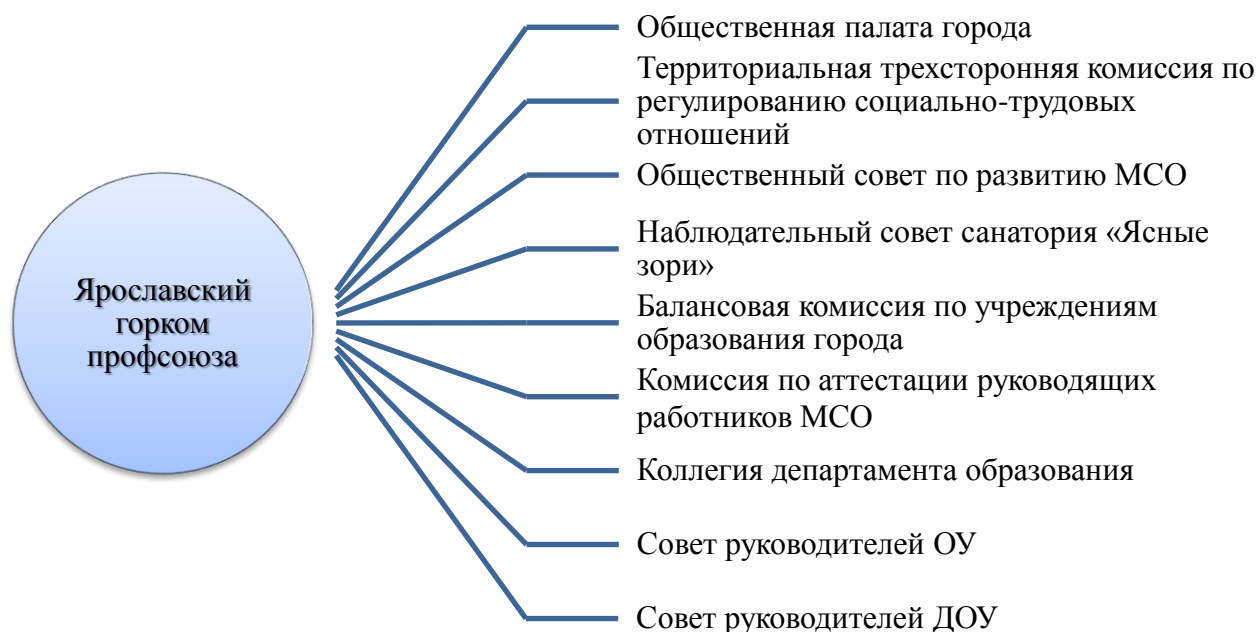 Общественная палата города
Территориальная трехсторонняя комиссия по
регулированию социально-трудовых
отношений
Общественный совет по развитию МСО
Наблюдательный совет санатория «Ясные
зори»
Ярославский
горком
профсоюза
Балансовая комиссия по учреждениям
образования города
Комиссия по аттестации руководящих
работников МСО
Коллегия департамента образования
Совет руководителей ОУ
Совет руководителей ДОУ